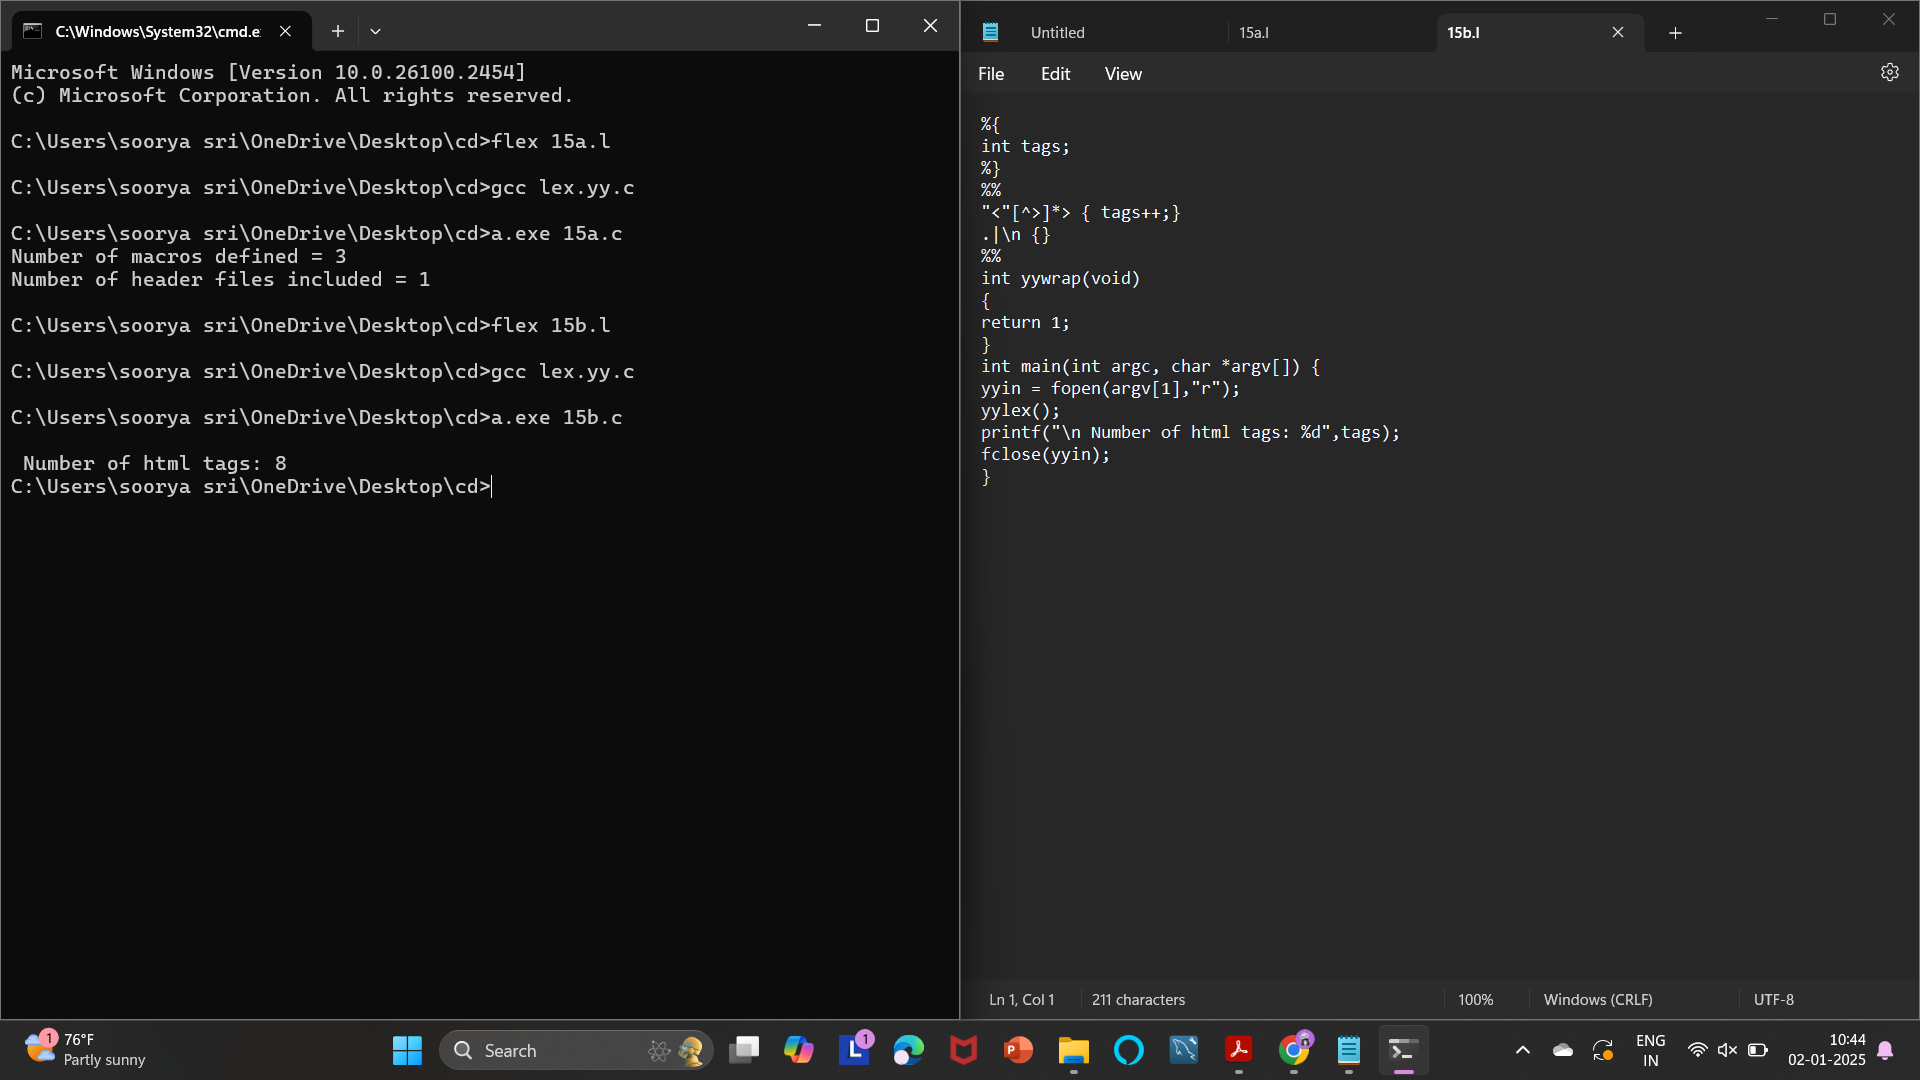 C:\Windows\System32\cmd.e
Microsoft Windows [Version 10.0.26100.2454]
(c) Microsoft Corporation. All rights reserved.
C:\Users\soorya sri\OneDrive\Desktop\cd>flex 15a.l
C:\Users\soorya sri\OneDrive\Desktop\cd>gcc lex.yy.c
C:\Users\soorya sri\OneDrive\Desktop\cd>a.exe 15a.c
Number of macros defined = 3
Number of header files included = 1
C:\Users\soorya sri\OneDrive\Desktop\cd>flex 15b.l
C:\Users\soorya sri\OneDrive\Desktop\cd>gcc lex.yy.c
C:\Users\soorya sri\OneDrive\Desktop\cd>a.exe 15b.c
 Number of html tags: 8
C:\Users\soorya sri\OneDrive\Desktop\cd>
Untitled 15a.l 15b.l
File Edit View
%{
int tags;
%}
%%
"<"[^>]*> { tags++;}
.|\n {}
%%
int yywrap(void)
{
return 1;
}
int main(int argc, char *argv[]) {
yyin = fopen(argv[1],"r");
yylex();
printf("\n Number of html tags: %d",tags);
fclose(yyin);
}
Ln 1, Col 1 211 characters 100% Windows (CRLF) UTF-8
1
76°F
Partly sunny
Search
L 1
P
ENG
IN
10:44
02-01-2025